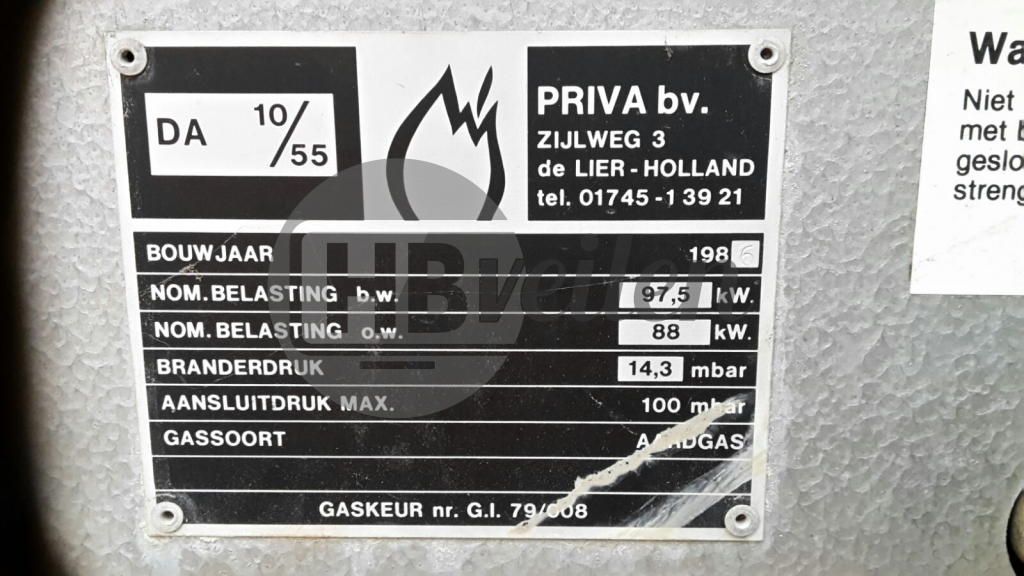 DA 10/55
PRIVA bv.
ZIJLWEG 3
de LIER - HOLLAND
tel. 01745 - 1 39 21
BOUWJAAR 1986
NOM. BELASTING b.w. 97,5 kW.
NOM. BELASTING o.w. 88 kW.
BRANDERDRUK 14,3 mbar
AANSLUITDRUK MAX. 100 mbar
GASSOORT AARDGAS
GASKEUR nr. G.I. 79/008
HBveilen
Wa
Niet
met b
geslo
streng